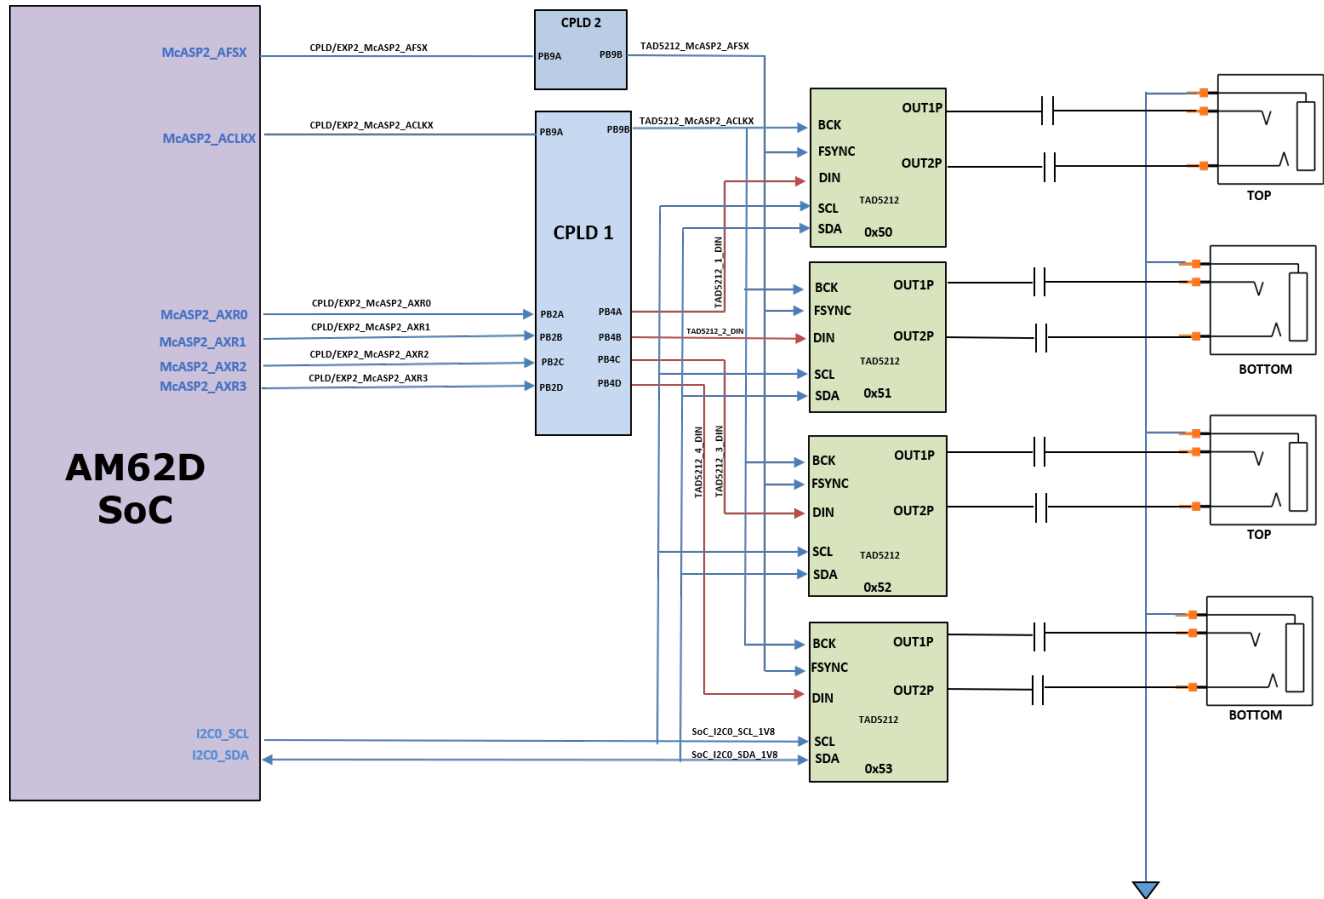 McASP2_AFSX
CPLD/EXP2_McASP2_AFSX
CPLD 2
PB9A
PB9B
TAD5212_McASP2_AFSX
McASP2_ACLKX
CPLD/EXP2_McASP2_ACLKX
PB9A
PB9B
TAD5212_McASP2_ACLKX
CPLD 1
McASP2_AXR0
McASP2_AXR1
McASP2_AXR2
McASP2_AXR3
CPLD/EXP2_McASP2_AXR0
CPLD/EXP2_McASP2_AXR1
CPLD/EXP2_McASP2_AXR2
CPLD/EXP2_McASP2_AXR3
PB2A
PB2B
PB2C
PB2D
PB4A
PB4B
PB4C
PB4D
TAD5212_1_DIN
TAD5212_2_DIN
TAD5212_4_DIN
TAD5212_3_DIN
AM62D
SoC
I2C0_SCL
I2C0_SDA
SoC_I2C0_SCL_1V8
SoC_I2C0_SDA_1V8
BCK
FSYNC
DIN
SCL
SDA
OUT1P
OUT2P
TAD5212
0x50
TOP
BCK
FSYNC
DIN
SCL
SDA
OUT1P
OUT2P
TAD5212
0x51
BOTTOM
BCK
FSYNC
DIN
SCL
SDA
OUT1P
OUT2P
TAD5212
0x52
TOP
BCK
FSYNC
DIN
SCL
SDA
OUT1P
OUT2P
TAD5212
0x53
BOTTOM